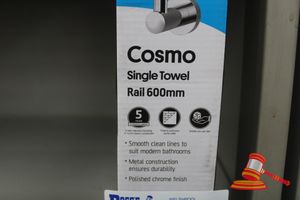 Cosmo
Single Towel
Rail 600mm
5
• Smooth clean lines to
suit modern bathrooms
• Metal construction
ensures durability
• Polished chrome finish